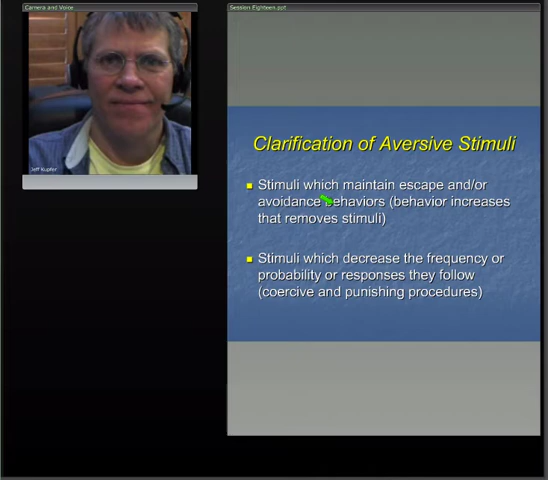 Camera and Voice
Session Eighteen.ppt
Jeff Kupfer
Clarification of Aversive Stimuli
Stimuli which maintain escape and/or
avoidance behaviors (behavior increases
that removes stimuli)
Stimuli which decrease the frequency or
probability or responses they follow
(coercive and punishing procedures)